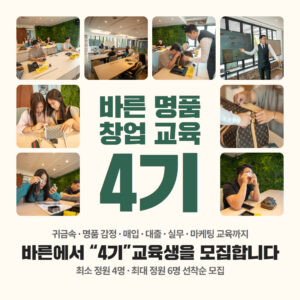 바른 명품
창업 교육
4기
귀금속 · 명품 감정 · 매입 · 대출 · 실무 · 마케팅 교육까지
바른에서 “4기”교육생을 모집합니다
최소 정원 4명 · 최대 정원 6명 선착순 모집